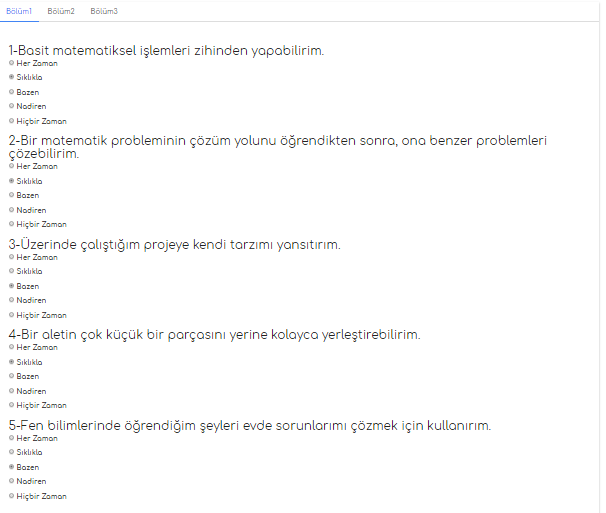 Bölüm1 Bölüm2 Bölüm3
1-Basit matematiksel işlemleri zihinden yapabilirim.
Her Zaman
Sıklıkla
Bazen
Nadiren
Hiçbir Zaman
2-Bir matematik probleminin çözüm yolunu öğrendikten sonra, ona benzer problemleri
çözebilirim.
Her Zaman
Sıklıkla
Bazen
Nadiren
Hiçbir Zaman
3-Üzerinde çalıştığım projeye kendi tarzımı yansıtırım.
Her Zaman
Sıklıkla
Bazen
Nadiren
Hiçbir Zaman
4-Bir aletin çok küçük bir parçasını yerine kolayca yerleştirebilirim.
Her Zaman
Sıklıkla
Bazen
Nadiren
Hiçbir Zaman
5-Fen bilimlerinde öğrendiğim şeyleri evde sorunlarımı çözmek için kullanırım.
Her Zaman
Sıklıkla
Bazen
Nadiren
Hiçbir Zaman